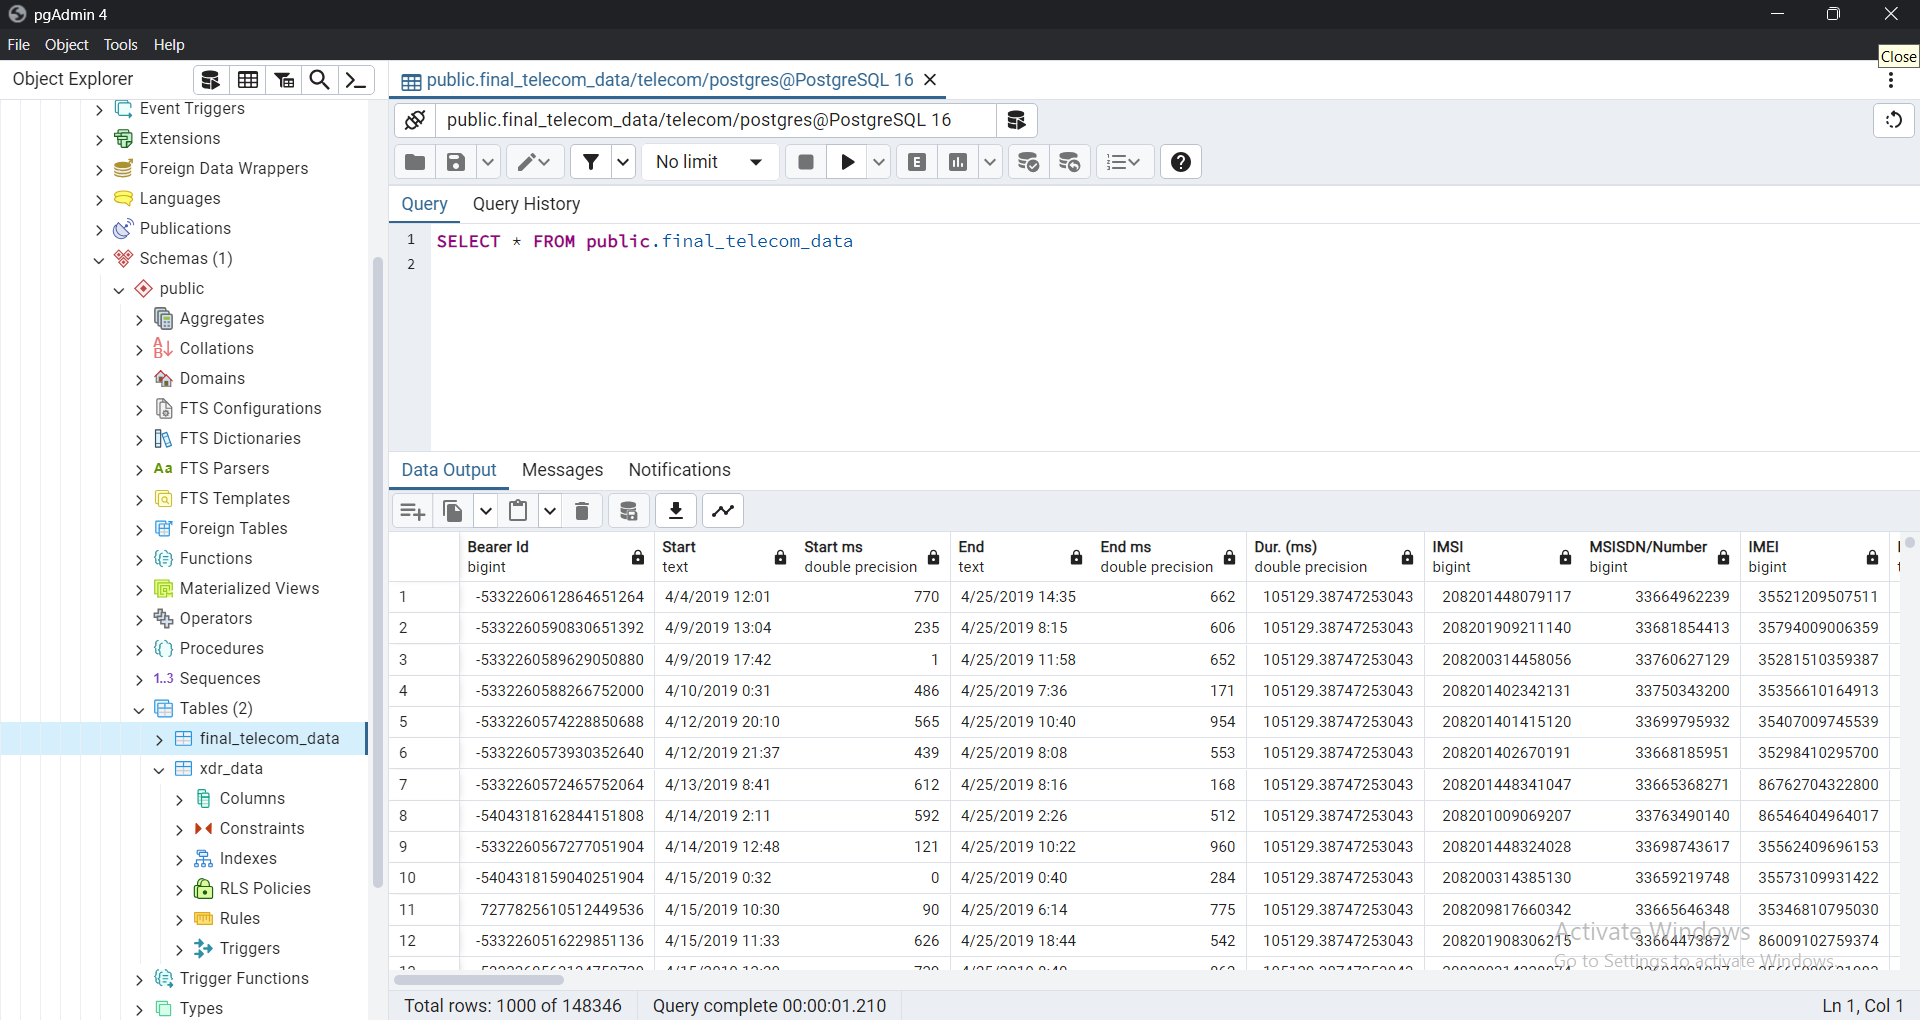 pgAdmin 4
File Object Tools Help
Close
Object Explorer
public.final_telecom_data/telecom/postgres@PostgreSQL 16
public.final_telecom_data/telecom/postgres@PostgreSQL 16
No limit
E
Query Query History
1 SELECT * FROM public.final_telecom_data
2
Event Triggers
Extensions
Foreign Data Wrappers
Languages
Publications
Schemas (1)
public
Aggregates
Collations
Domains
FTS Configurations
FTS Dictionaries
Aa FTS Parsers
FTS Templates
Foreign Tables
Functions
Materialized Views
Operators
Procedures
1..3 Sequences
Tables (2)
final_telecom_data
xdr_data
Columns
Constraints
Indexes
RLS Policies
Rules
Triggers
Trigger Functions
Types
Data Output Messages Notifications
Bearer Id Start Start ms End End ms Dur. (ms) IMSI MSISDN/Number IMEI
bigint text double precision text double precision double precision bigint bigint bigint
1 -5332260612864651264 4/4/2019 12:01 770 4/25/2019 14:35 662 105129.38747253043 208201448079117 33664962239 35521209507511
2 -5332260590830651392 4/9/2019 13:04 235 4/25/2019 8:15 606 105129.38747253043 208201909211140 33681854413 35794009006359
3 -5332260589629050880 4/9/2019 17:42 1 4/25/2019 11:58 652 105129.38747253043 208200314458056 33760627129 35281510359387
4 -5332260588266752000 4/10/2019 0:31 486 4/25/2019 7:36 171 105129.38747253043 208201402342131 33750343200 35356610164913
5 -5332260574228850688 4/12/2019 20:10 565 4/25/2019 10:40 954 105129.38747253043 208201401415120 33699795932 35407009745539
6 -5332260573930352640 4/12/2019 21:37 439 4/25/2019 8:08 553 105129.38747253043 208201402670191 33668185951 35298410295700
7 -5332260572465752064 4/13/2019 8:41 612 4/25/2019 8:16 168 105129.38747253043 208201448341047 33665368271 86762704322800
8 -5404318162844151808 4/14/2019 2:11 592 4/25/2019 2:26 512 105129.38747253043 208201009069207 33763490140 86546404964017
9 -5332260567277051904 4/14/2019 12:48 121 4/25/2019 10:22 960 105129.38747253043 208201448324028 33698743617 35562409696153
10 -5404318159040251904 4/15/2019 0:32 0 4/25/2019 0:40 284 105129.38747253043 208200314385130 33659219748 35573109931422
11 7277825610512449536 4/15/2019 10:30 90 4/25/2019 6:14 775 105129.38747253043 208209817660342 33665646348 35346810795030
12 -5332260516229851136 4/15/2019 11:33 626 4/25/2019 18:44 542 105129.38747253043 208201908306215 33664473872 86009102759374
Activate Windows
Go to Settings to activate Windows.
Total rows: 1000 of 148346 Query complete 00:00:01.210 Ln 1, Col 1